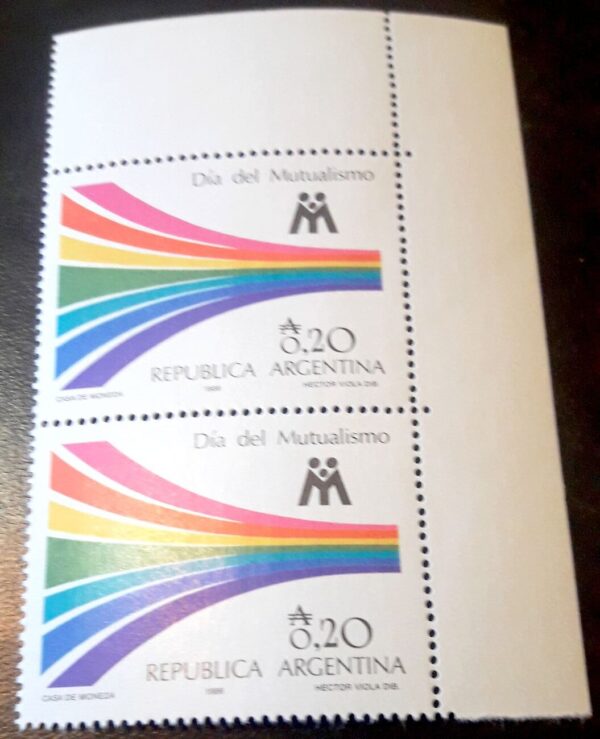 Día del Mutualismo
₳
0,20
REPUBLICA ARGENTINA
CASA DE MONEDA 1986 HECTOR VIOLA DIB.
Día del Mutualismo
₳
0,20
REPUBLICA ARGENTINA
CASA DE MONEDA 1986 HECTOR VIOLA DIB.